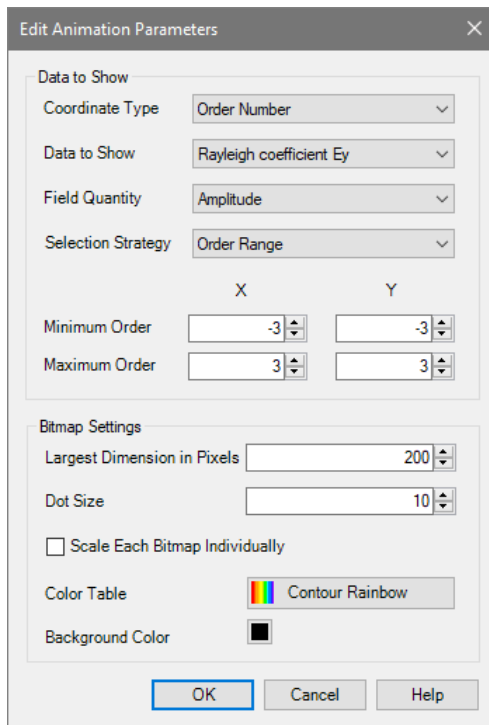 Edit Animation Parameters
Data to Show
Coordinate Type Order Number
Data to Show Rayleigh coefficient Ey
Field Quantity Amplitude
Selection Strategy Order Range
X Y
Minimum Order -3 -3
Maximum Order 3 3
Bitmap Settings
Largest Dimension in Pixels 200
Dot Size 10
Scale Each Bitmap Individually
Color Table Contour Rainbow
Background Color
OK Cancel Help